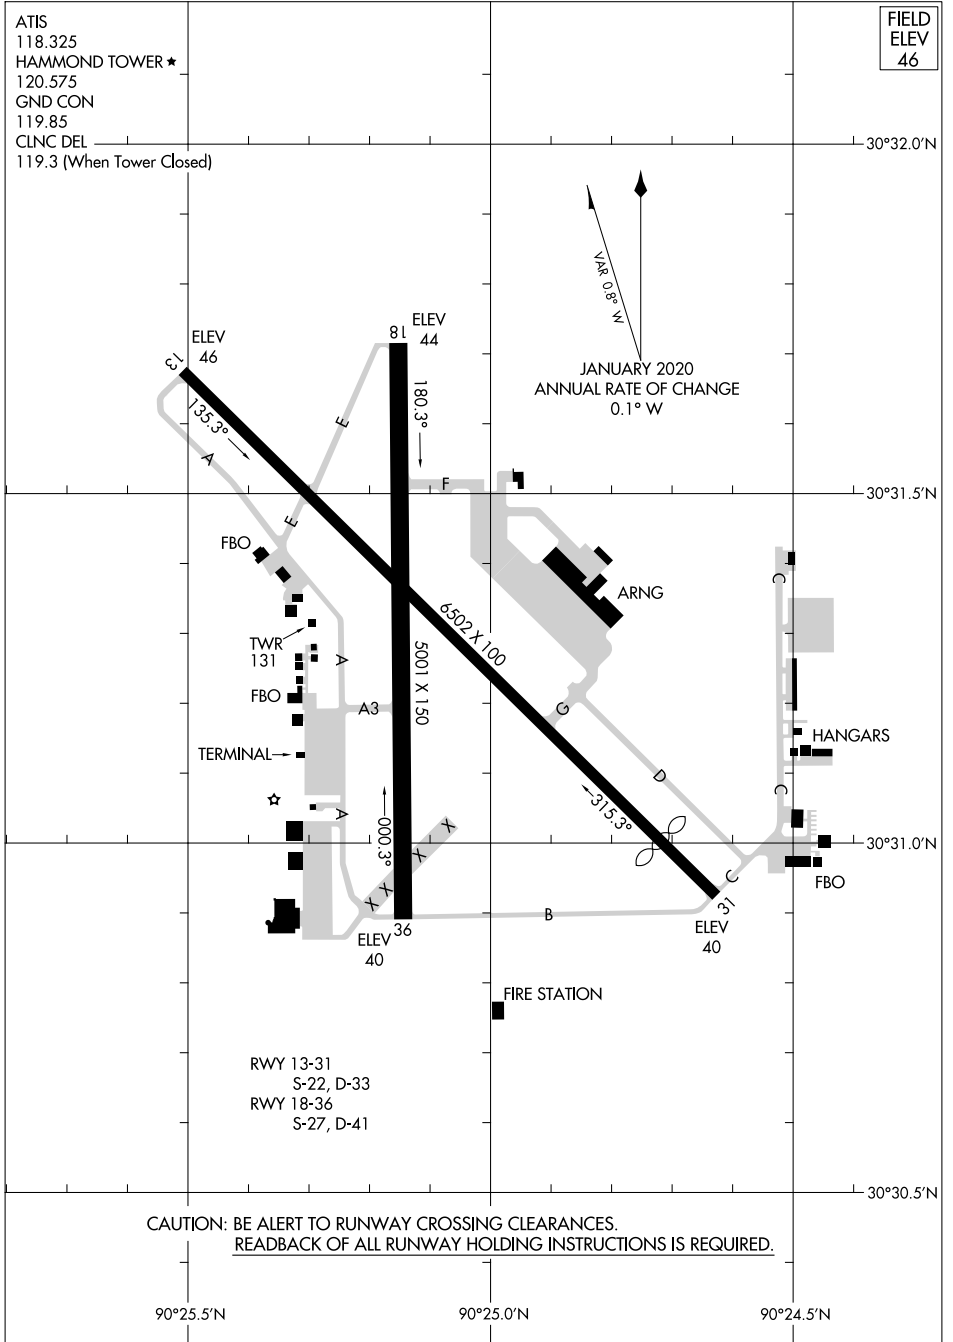 ATIS
118.325
HAMMOND TOWER ★
120.575
GND CON
119.85
CLNC DEL
119.3 (When Tower Closed)
FIELD
ELEV
46
30°32.0'N
VAR 0.8° W
JANUARY 2020
ANNUAL RATE OF CHANGE
0.1° W
13
ELEV
46
18
ELEV
44
135.3°
180.3°
E
A
F
30°31.5'N
E
FBO
ARNG
C
TWR
131
A
6502 X 100
5001 X 150
FBO
A3
G
TERMINAL
HANGARS
D
C
A
000.3°
315.3°
X
X
X
X
30°31.0'N
C
FBO
B
36
31
ELEV
40
ELEV
40
FIRE STATION
RWY 13-31
S-22, D-33
RWY 18-36
S-27, D-41
30°30.5'N
CAUTION: BE ALERT TO RUNWAY CROSSING CLEARANCES.
READBACK OF ALL RUNWAY HOLDING INSTRUCTIONS IS REQUIRED.
90°25.5'N
90°25.0'N
90°24.5'N